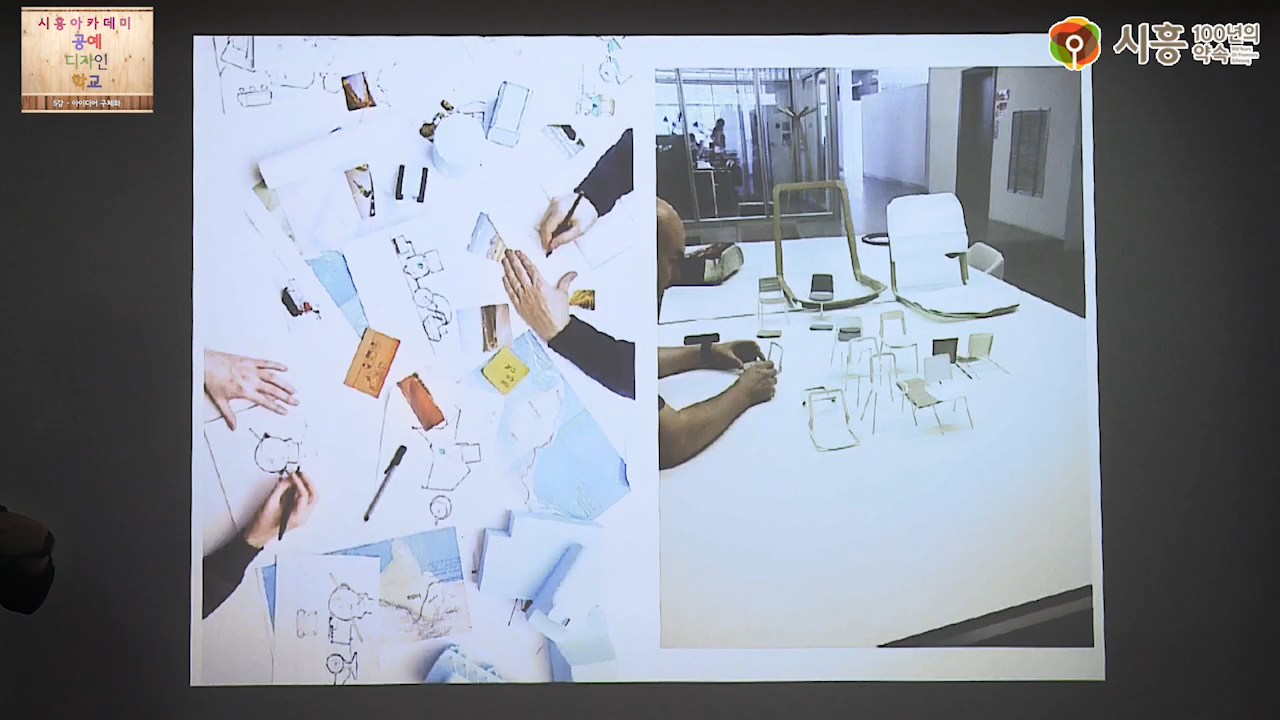 시흥아카데미
공예
디자인
학교
5강 - 아이디어 구체화
시흥
100년의
약속